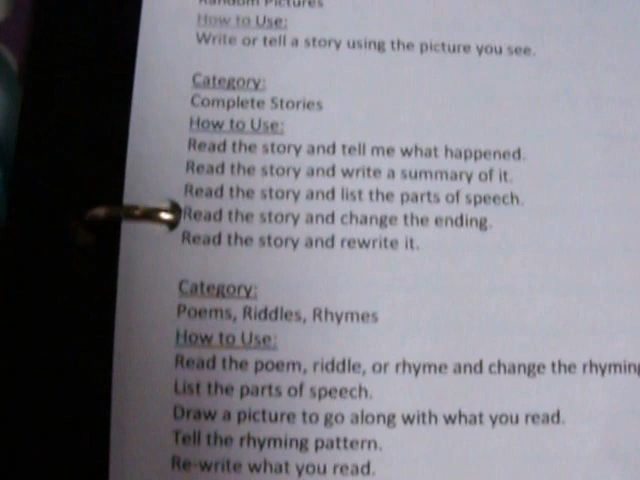 Random Pictures
How to Use:
Write or tell a story using the picture you see.
Category:
Complete Stories
How to Use:
Read the story and tell me what happened.
Read the story and write a summary of it.
Read the story and list the parts of speech.
Read the story and change the ending.
Read the story and rewrite it.
Category:
Poems, Riddles, Rhymes
How to Use:
Read the poem, riddle, or rhyme and change the rhyming
List the parts of speech.
Draw a picture to go along with what you read.
Tell the rhyming pattern.
Re-write what you read.